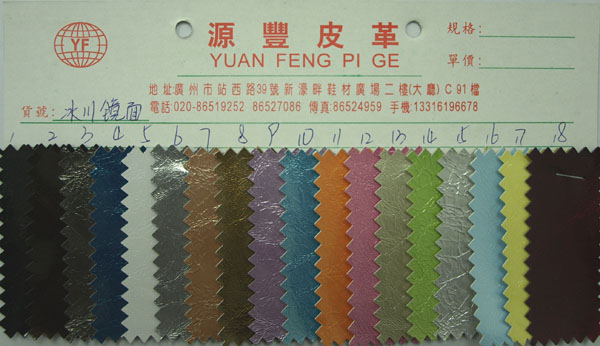 YF
源豐皮革
YUAN FENG PI GE
規格:
單價:
地址廣州市站西路39號新濠畔鞋材廣場二樓(大廳)C91檔
電話:020-86519252 86527086 傳真:86524959 手機:13316196678
貨號:冰川镜面
1 2 3 4 5 6 7 8 9 10 11 12 13 14 15 16 17 18